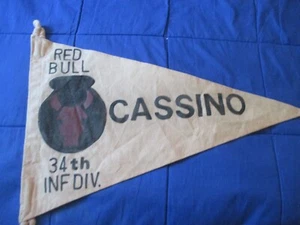 RED
BULL
CASSINO
34th
INF DIV.